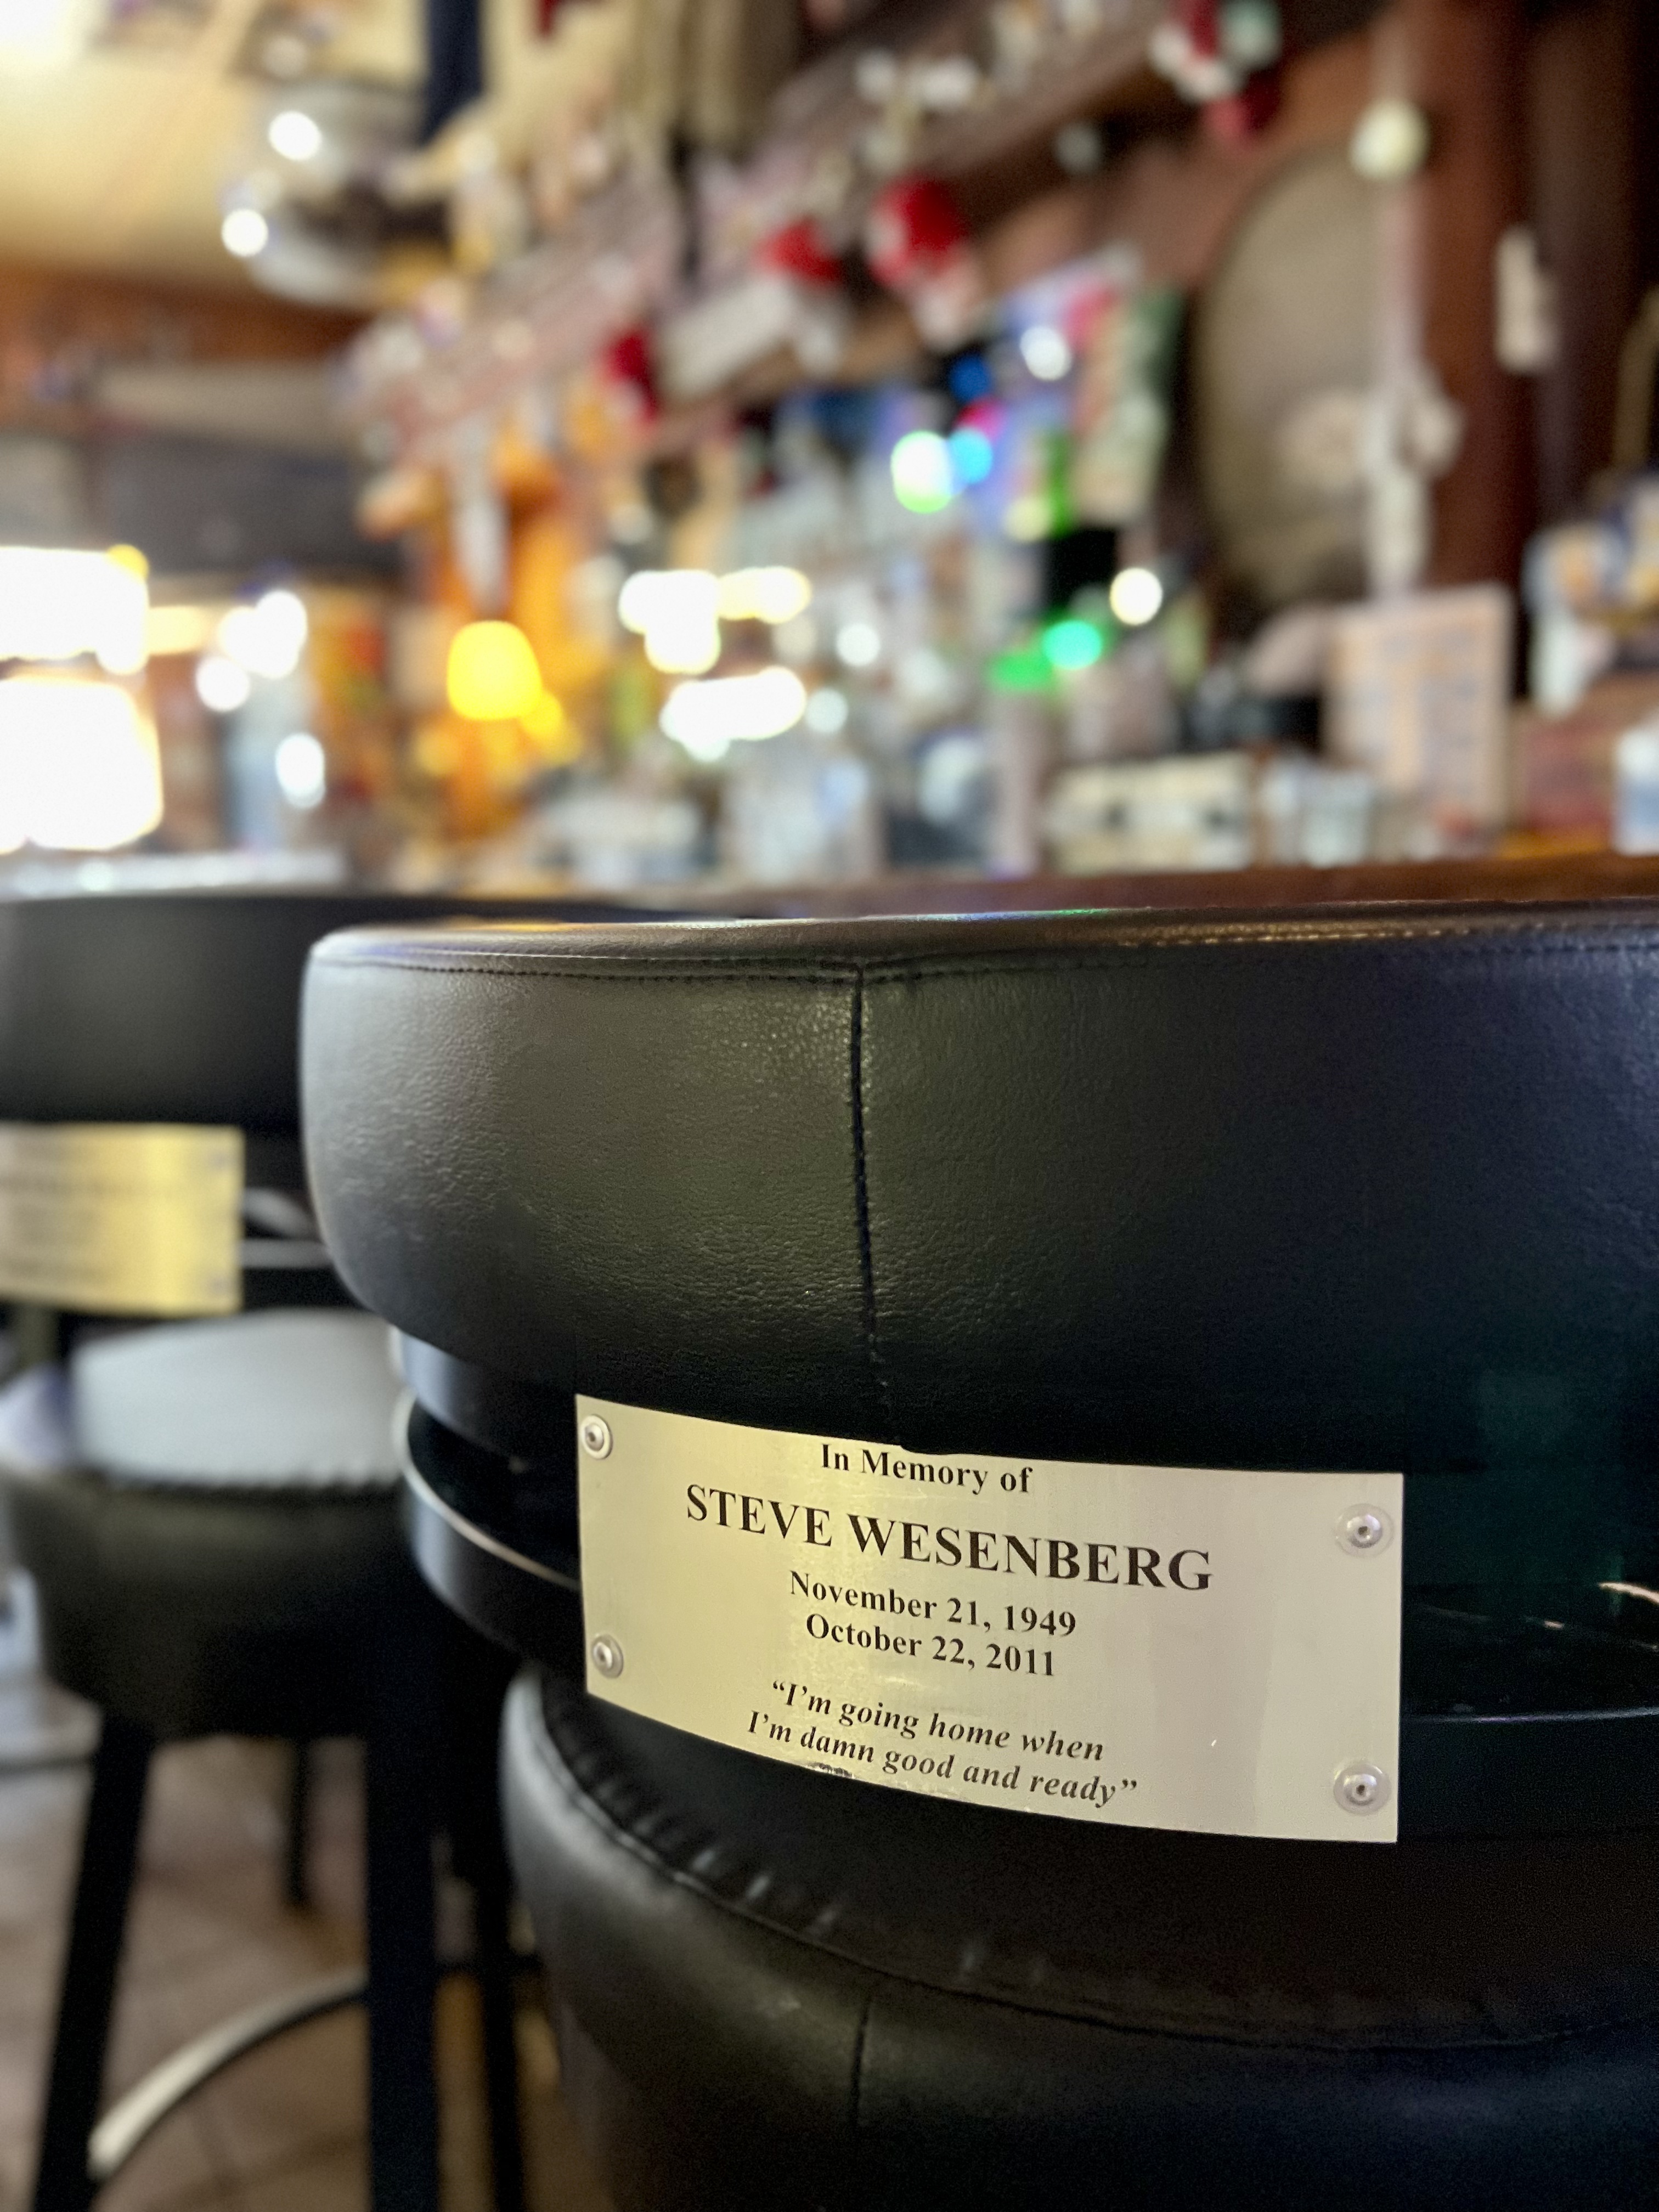 In Memory of
STEVE WESENBERG
November 21, 1949
October 22, 2011
“I’m going home when
I’m damn good and ready”